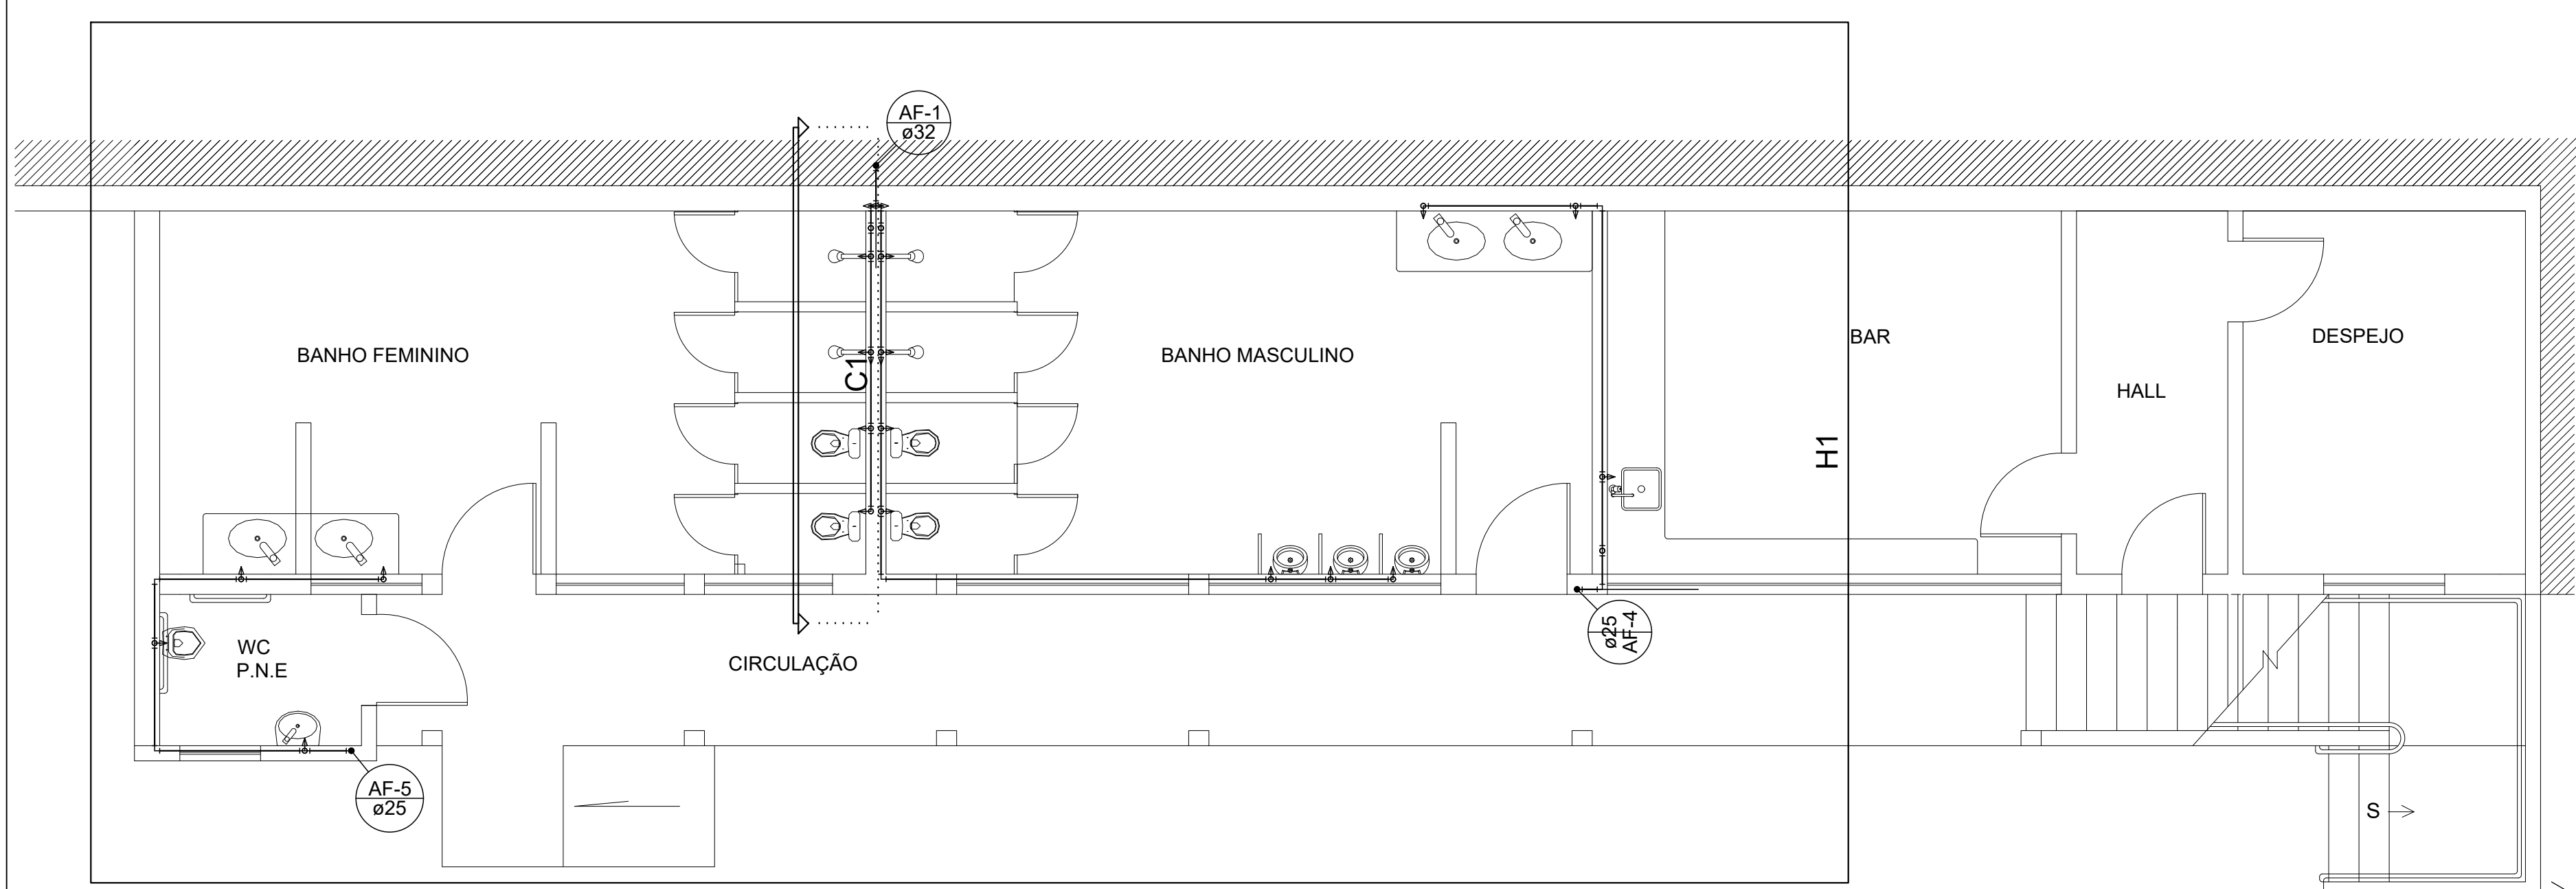 AF-1
ø32
BANHO FEMININO
C1
BANHO MASCULINO
BAR
DESPEJO
HALL
H1
WC
P.N.E
CIRCULAÇÃO
ø25
AF-4
AF-5
ø25
S